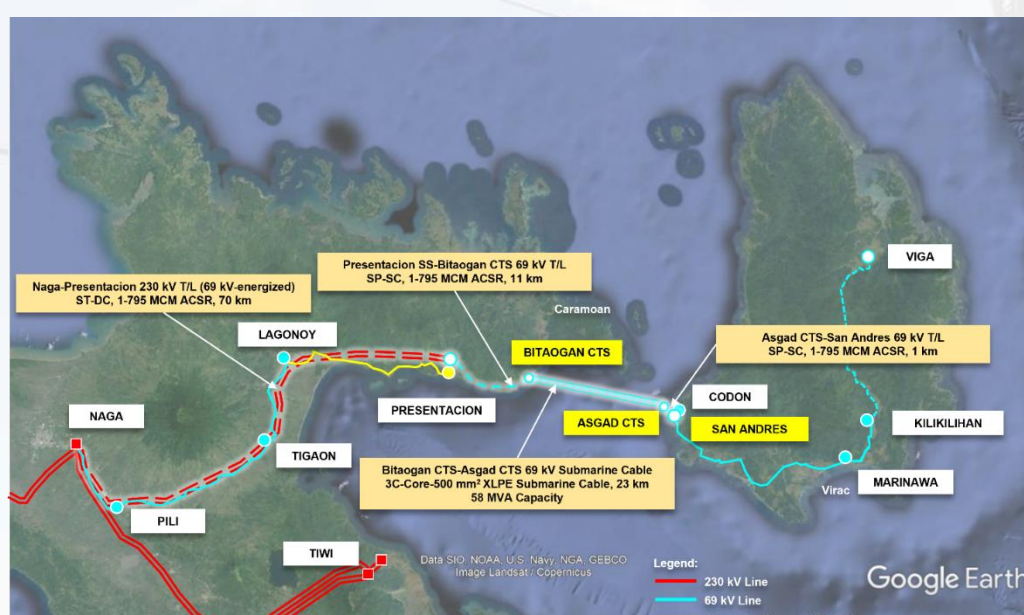 VIGA
Presentacion SS-Bitaogan CTS 69 kV T/L
SP-SC, 1-795 MCM ACSR, 11 km
Naga-Presentacion 230 kV T/L (69 kV-energized)
ST-DC, 1-795 MCM ACSR, 70 km
Caramoan
LAGONOY
Asgad CTS-San Andres 69 kV T/L
SP-SC, 1-795 MCM ACSR, 1 km
BITAOGAN CTS
CODON
PRESENTACION
NAGA
ASGAD CTS
SAN ANDRES
KILIKILIHAN
TIGAON
Bitaogan CTS-Asgad CTS 69 kV Submarine Cable
3C-Core-500 mm² XLPE Submarine Cable, 23 km
58 MVA Capacity
MARINAWA
Virac
PILI
TIWI
Data SIO, NOAA, U.S. Navy, NGA, GEBCO
Image Landsat / Copernicus
Legend:
230 kV Line
69 kV Line
Google Earth